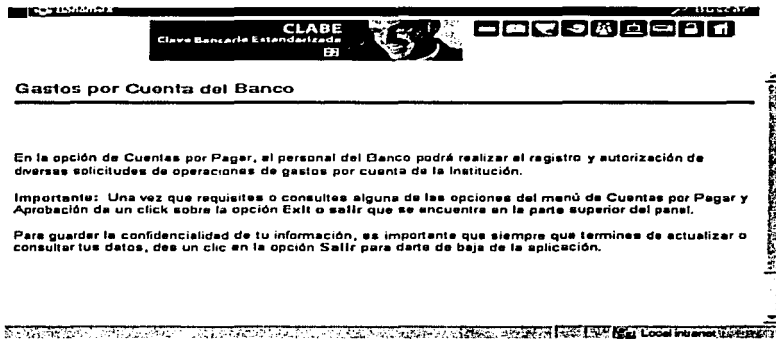 Buscar
CLABE
Clave Bancaria Estandarizada
Gastos por Cuenta del Banco
En la opción de Cuentas por Pagar, el personal del Banco podrá realizar el registro y autorización de
diversas solicitudes de operaciones de gastos por cuenta de la Institución.
Importante: Una vez que requisites o consultes alguna de las opciones del menú de Cuentas por Pagar y
Aprobación da un click sobre la opción Exit o salir que se encuentra en la parte superior del panel.
Para guardar la confidencialidad de tu información, es importante que siempre que termines de actualizar o
consultar tus datos, des un clic en la opción Salir para darte de baja de la aplicación.
Local intranet